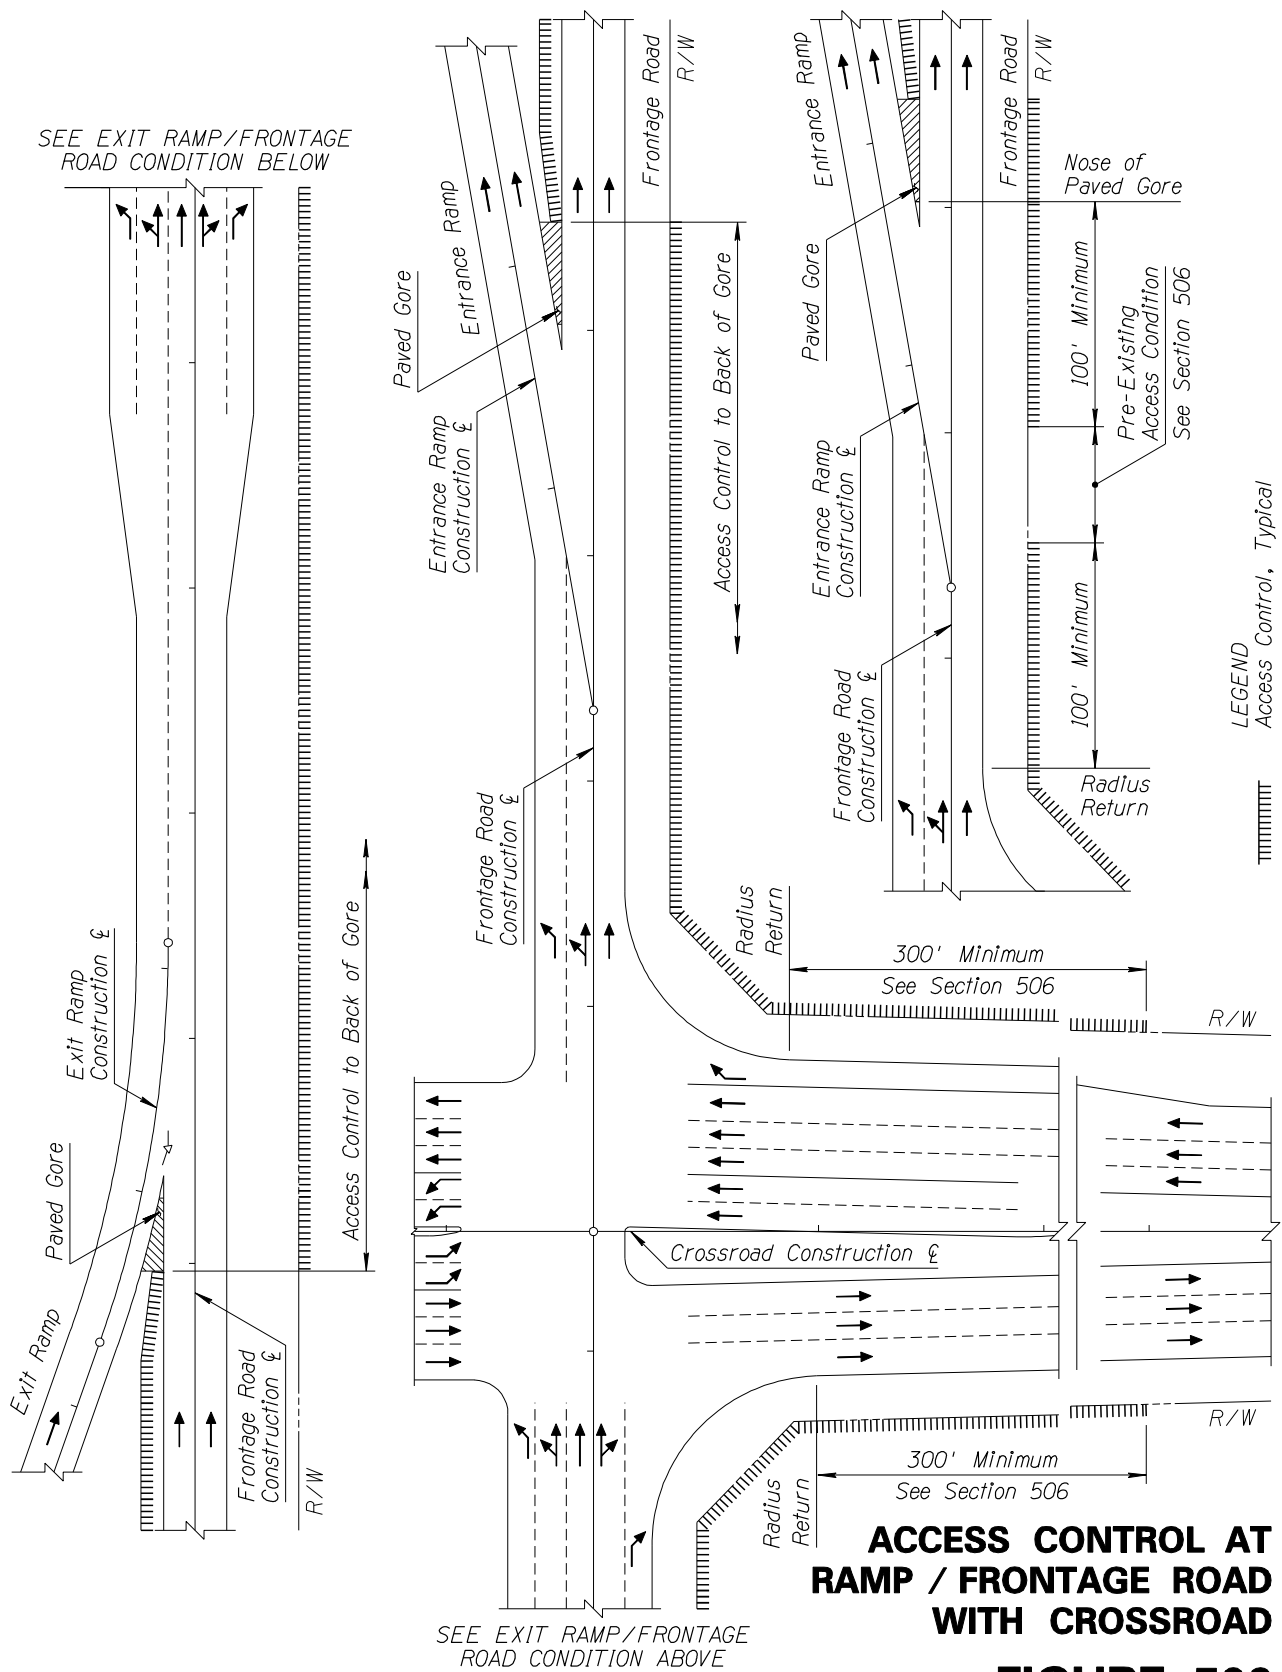 SEE EXIT RAMP/FRONTAGE
ROAD CONDITION BELOW
Exit Ramp
Construction ℄
Paved Gore
Exit Ramp
Access Control to Back of Gore
Frontage Road
Construction ℄
R/W
Paved Gore
Entrance Ramp
Entrance Ramp
Construction ℄
Frontage Road
R/W
Access Control to Back of Gore
Frontage Road
Construction ℄
Radius
Return
300' Minimum
See Section 506
R/W
Crossroad Construction ℄
R/W
300' Minimum
See Section 506
Radius
Return
SEE EXIT RAMP/FRONTAGE
ROAD CONDITION ABOVE
Entrance Ramp
Frontage Road
R/W
Paved Gore
Nose of
Paved Gore
100' Minimum
Pre-Existing
Access Condition
See Section 506
Entrance Ramp
Construction ℄
Frontage Road
Construction ℄
100' Minimum
Radius
Return
LEGEND
Access Control, Typical
ACCESS CONTROL AT
RAMP / FRONTAGE ROAD
WITH CROSSROAD